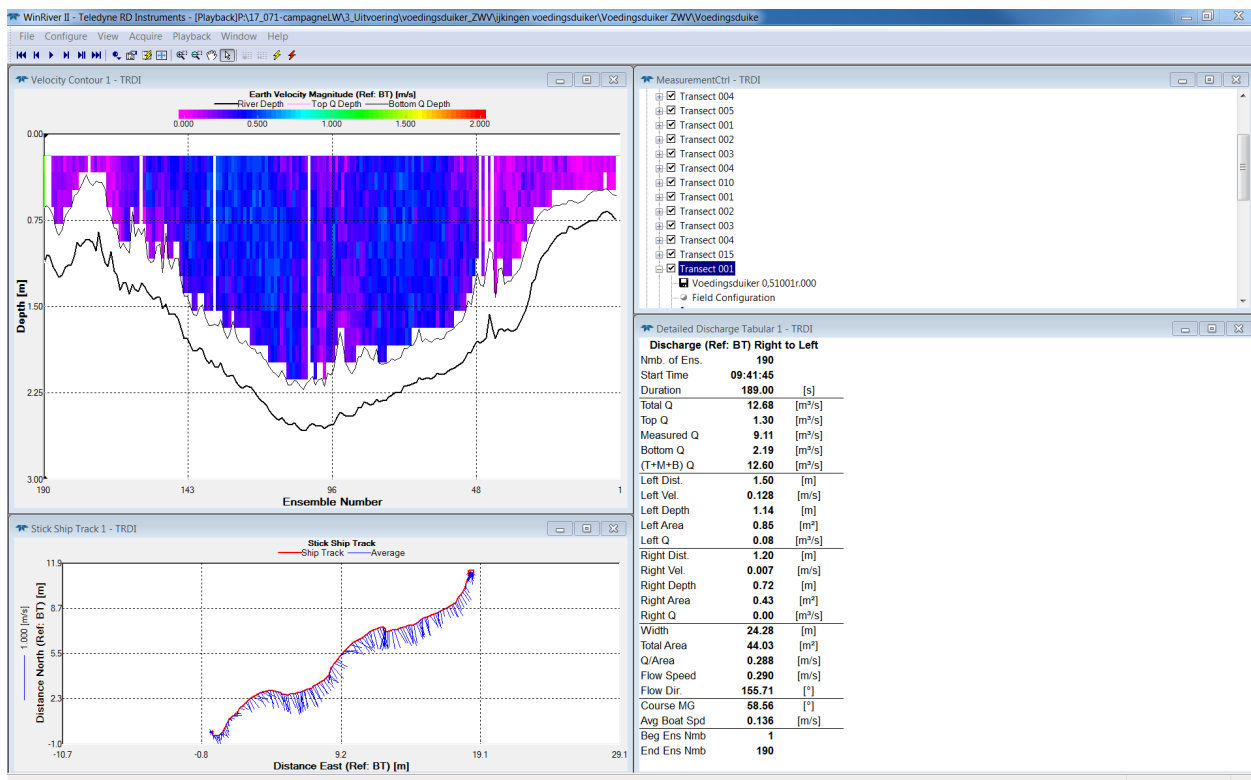 WinRiver II - Teledyne RD Instruments - [Playback]P:\17_071-campagneLW\3_Uitvoering\voedingsduiker_ZWV\ijkingen voedingsduiker\Voedingsduiker ZWV\Voedingsduike
File Configure View Acquire Playback Window Help
Velocity Contour 1 - TRDI
Earth Velocity Magnitude (Ref: BT) [m/s]
River Depth Top Q Depth Bottom Q Depth
0.000 0.500 1.000 1.500 2.000
0.00
0.75
1.50
2.25
3.00
Depth [m]
190 143 96 48 1
Ensemble Number
Stick Ship Track 1 - TRDI
Stick Ship Track
Ship Track Average
11.9
8.7
5.5
2.3
-1.0
1.000 [m/s]
Distance North (Ref: BT) [m]
-10.7 -0.8 9.2 19.1 29.1
Distance East (Ref: BT) [m]
MeasurementCtrl - TRDI
Transect 004
Transect 005
Transect 001
Transect 002
Transect 003
Transect 004
Transect 010
Transect 001
Transect 002
Transect 003
Transect 004
Transect 015
Transect 001
Voedingsduiker 0,51001r.000
Field Configuration
Detailed Discharge Tabular 1 - TRDI
Discharge (Ref: BT) Right to Left
Nmb. of Ens. 190
Start Time 09:41:45
Duration 189.00 [s]
Total Q 12.68 [m³/s]
Top Q 1.30 [m³/s]
Measured Q 9.11 [m³/s]
Bottom Q 2.19 [m³/s]
(T+M+B) Q 12.60 [m³/s]
Left Dist. 1.50 [m]
Left Vel. 0.128 [m/s]
Left Depth 1.14 [m]
Left Area 0.85 [m²]
Left Q 0.08 [m³/s]
Right Dist. 1.20 [m]
Right Vel. 0.007 [m/s]
Right Depth 0.72 [m]
Right Area 0.43 [m²]
Right Q 0.00 [m³/s]
Width 24.28 [m]
Total Area 44.03 [m²]
Q/Area 0.288 [m/s]
Flow Speed 0.290 [m/s]
Flow Dir. 155.71 [°]
Course MG 58.56 [°]
Avg Boat Spd 0.136 [m/s]
Beg Ens Nmb 1
End Ens Nmb 190